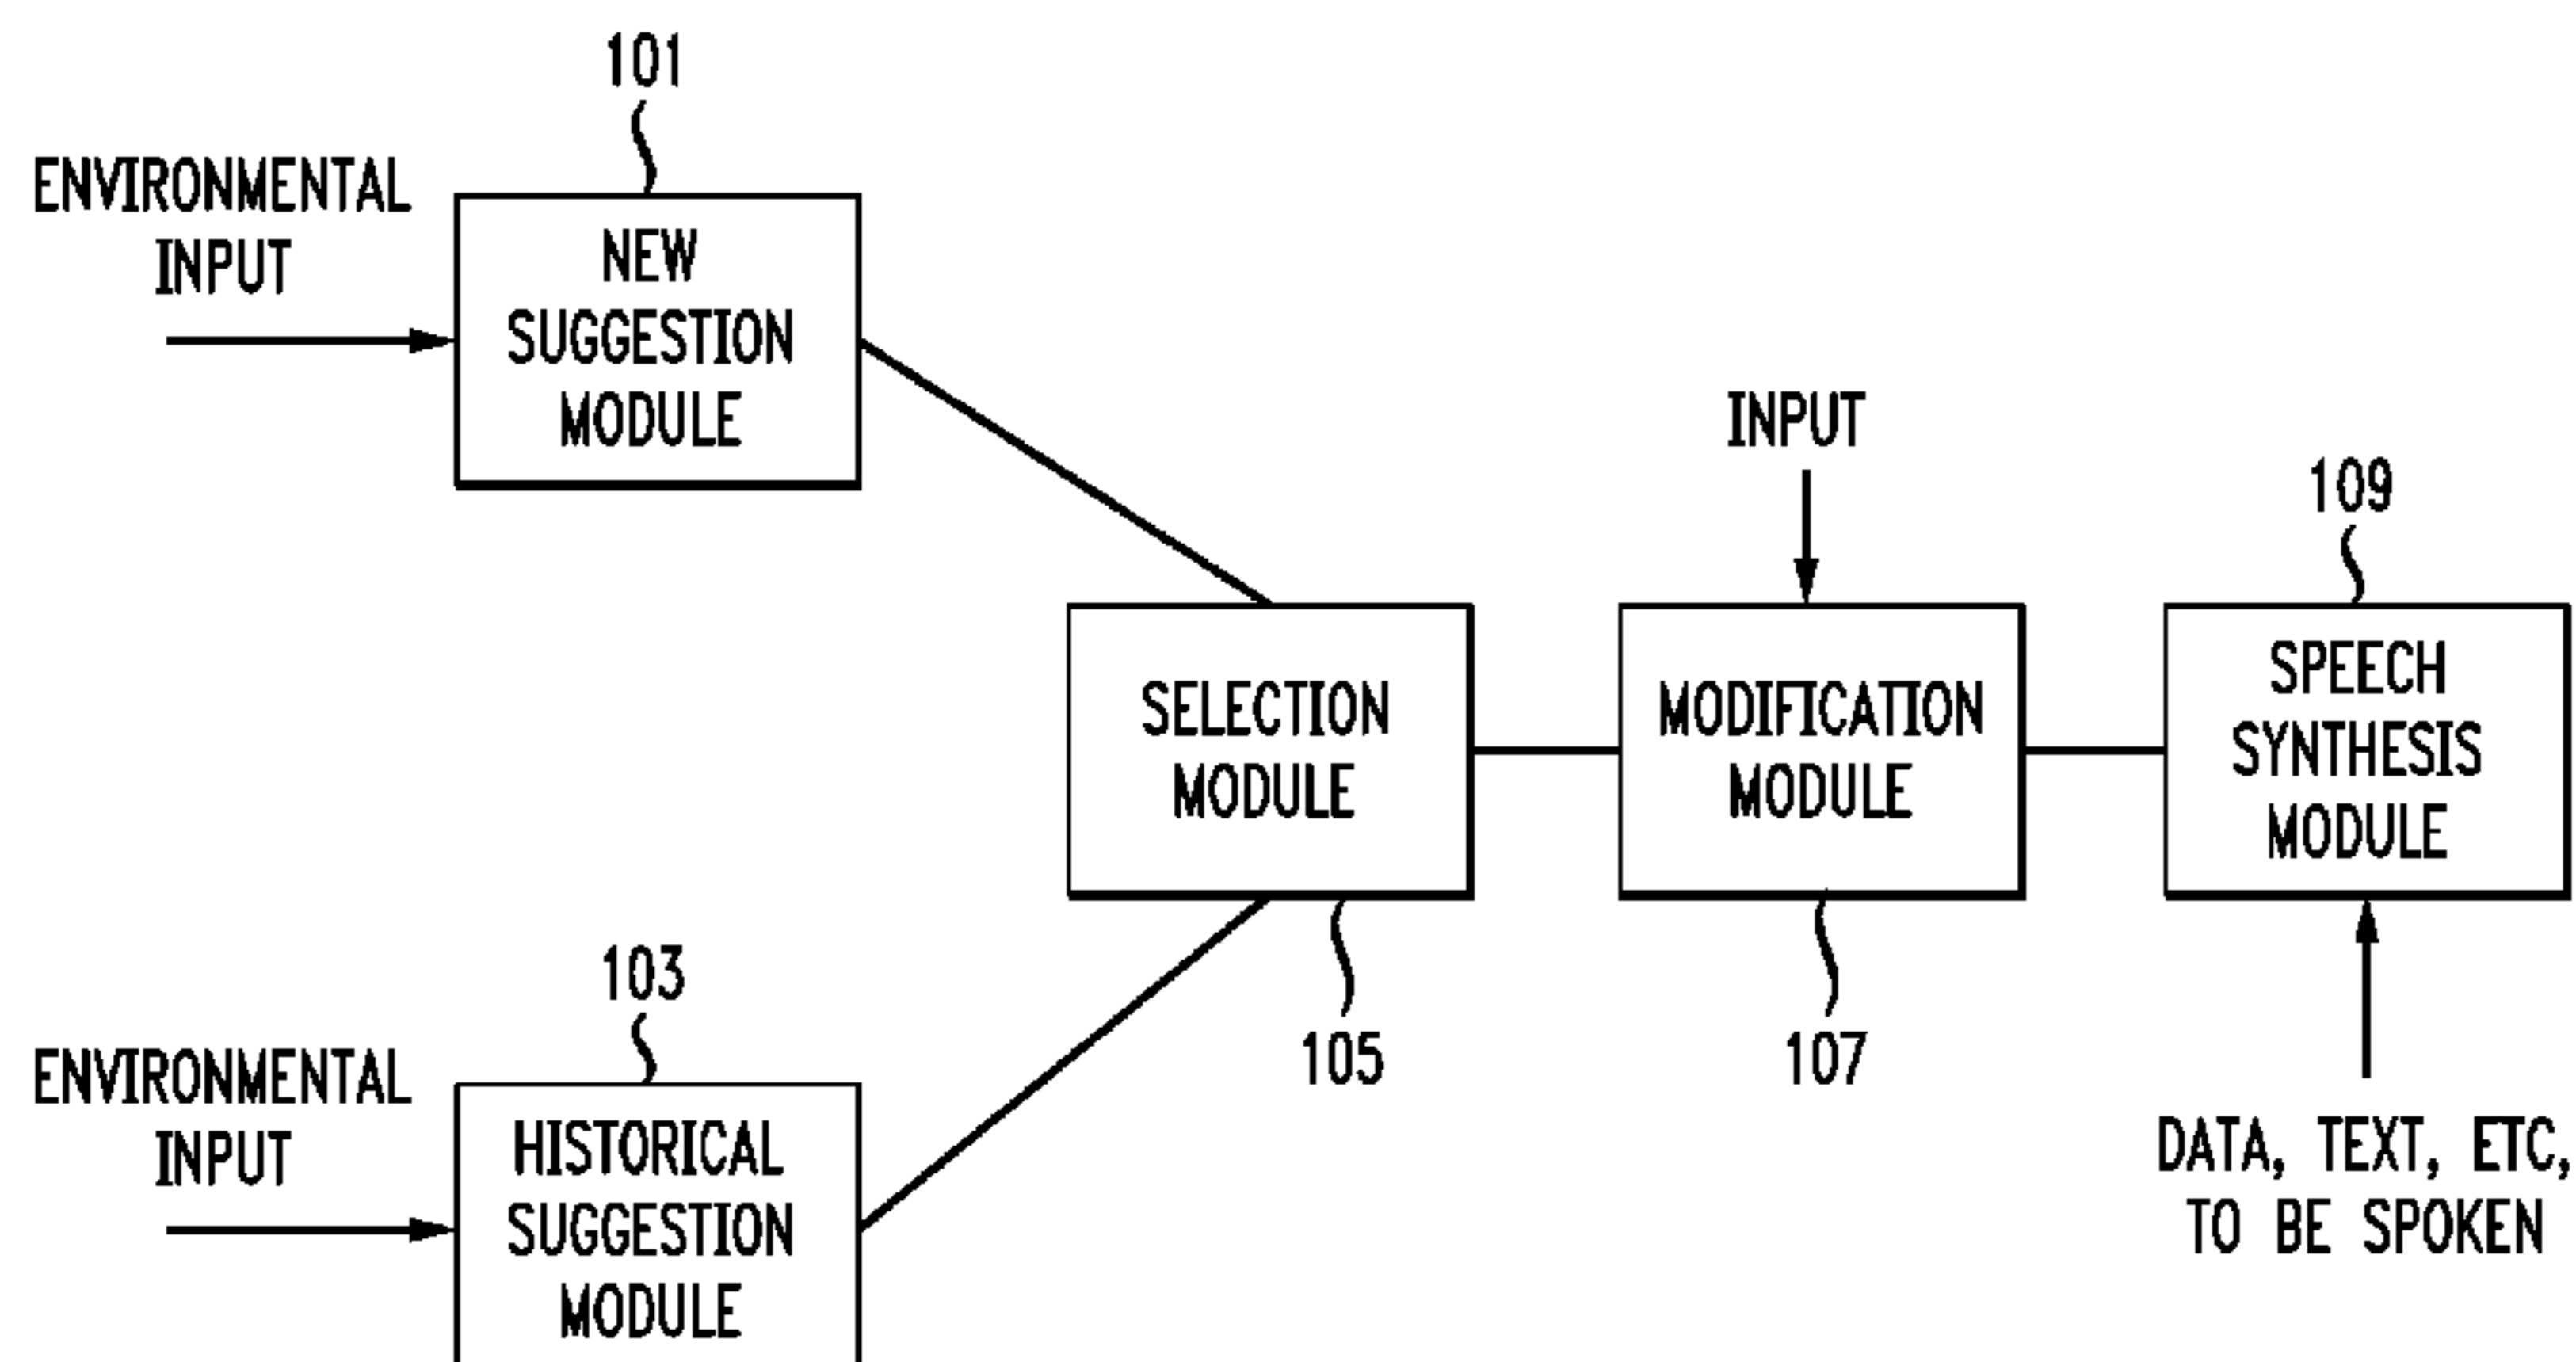 101
ENVIRONMENTAL
INPUT
NEW
SUGGESTION
MODULE
INPUT
109
SELECTION
MODULE
MODIFICATION
MODULE
SPEECH
SYNTHESIS
MODULE
103
105
107
ENVIRONMENTAL
INPUT
HISTORICAL
SUGGESTION
MODULE
DATA, TEXT, ETC,
TO BE SPOKEN